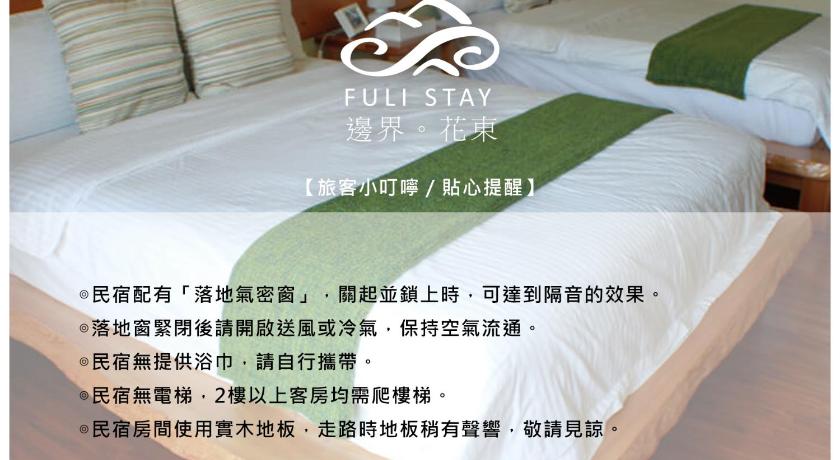 FULI STAY
邊界。花東
【旅客小叮嚀 / 貼心提醒】
◎民宿配有「落地氣密窗」，關起並鎖上時，可達到隔音的效果。
◎落地窗緊閉後請開啟送風或冷氣，保持空氣流通。
◎民宿無提供浴巾，請自行攜帶。
◎民宿無電梯，2樓以上客房均需爬樓梯。
◎民宿房間使用實木地板，走路時地板稍有聲響，敬請見諒。